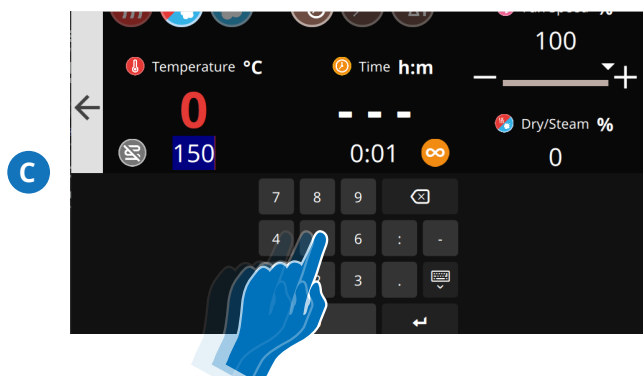 100
Temperature °C
Time h:m
0
- - -
Dry/Steam %
150
0:01
0
C
7 8 9
4 6 : -
3 .